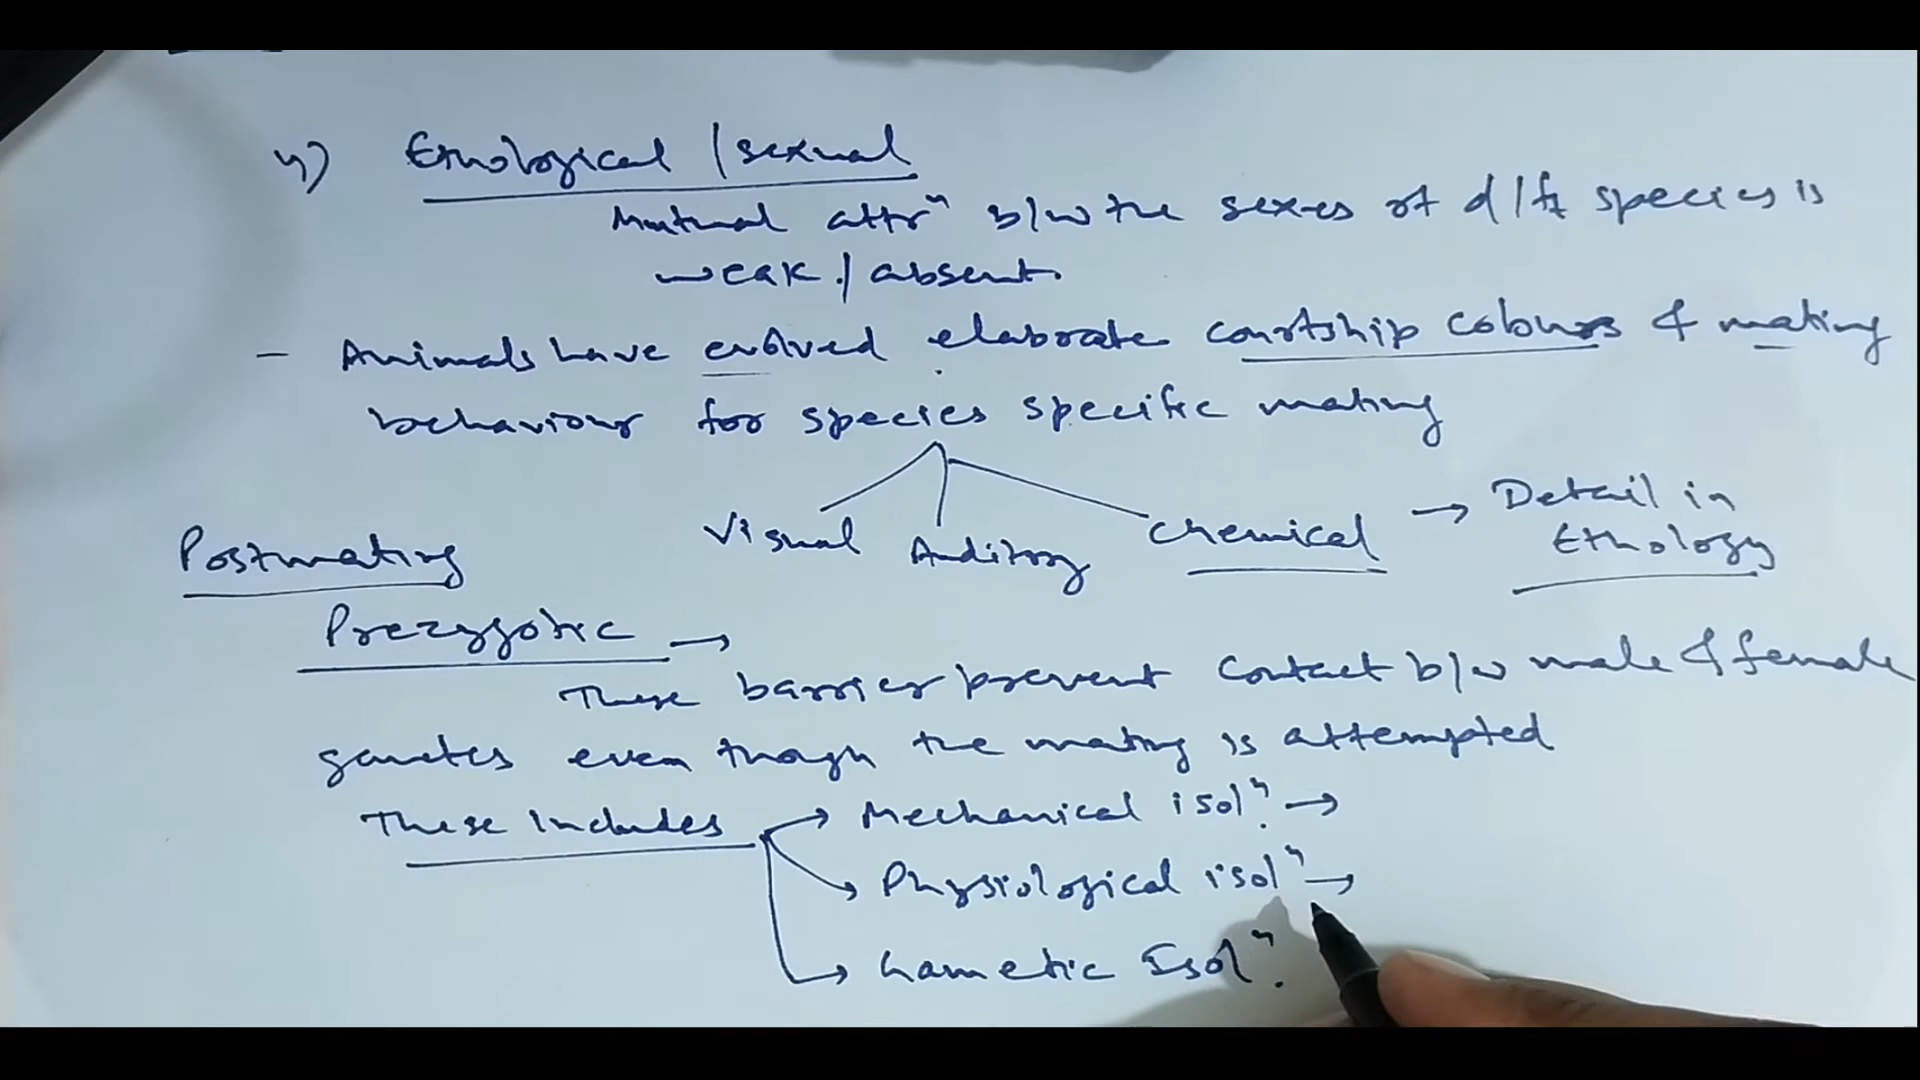 4) Ethological / sexual
Mutual attrⁿ b/w the sexes of d/ft species is
weak / absent.
- Animals have evolved elaborate courtship colours & mating
behaviour for species specific mating
Visual Auditory Chemical → Detail in
Ethology
Postmating
Prezygotic →
These barrier prevent contact b/w male & female
gametes even though the mating is attempted
These includes → Mechanical isolⁿ. →
→ Physiological isolⁿ →
→ Gametic Isolⁿ.